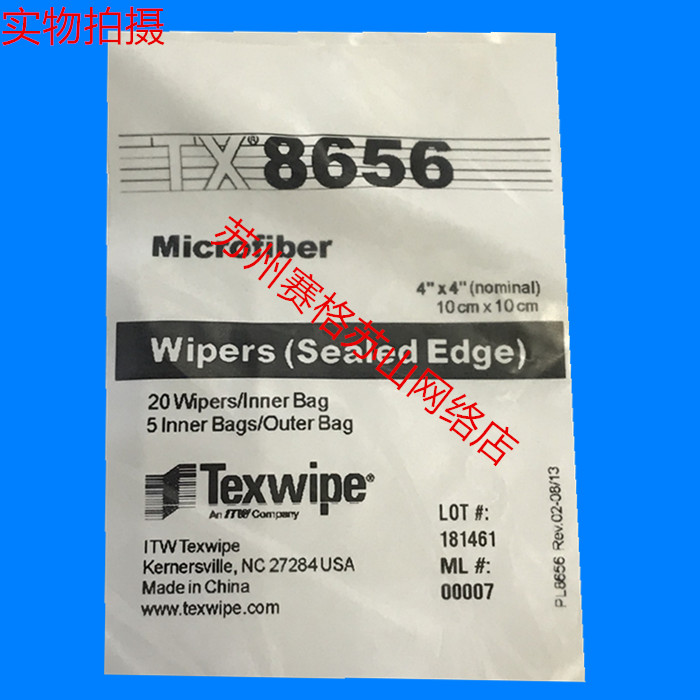 实物拍摄
TX® 8656
Microfiber
4" x 4" (nominal)
10 cm x 10 cm
Wipers (Sealed Edge)
20 Wipers/Inner Bag
5 Inner Bags/Outer Bag
Texwipe®
An ITW Company
ITW Texwipe
Kernersville, NC 27284 USA
Made in China
www.texwipe.com
LOT #:
181461
ML #:
00007
PL8656 Rev.02-08/13
苏州赛格苏山网络店